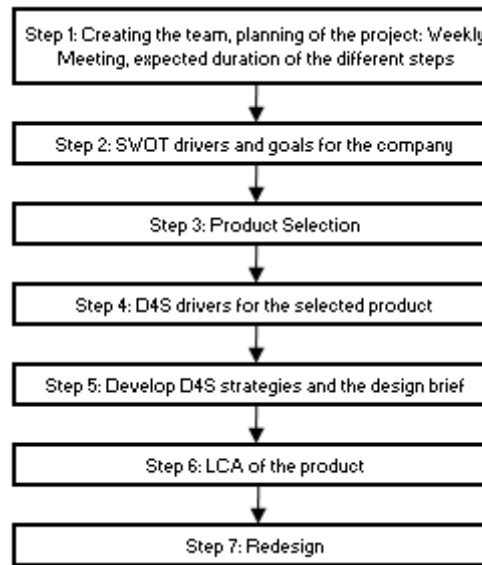 Step 1: Creating the team, planning of the project: Weekly
Meeting, expected duration of the different steps
Step 2: SWOT drivers and goals for the company
Step 3: Product Selection
Step 4: D4S drivers for the selected product
Step 5: Develop D4S strategies and the design brief
Step 6: LCA of the product
Step 7: Redesign